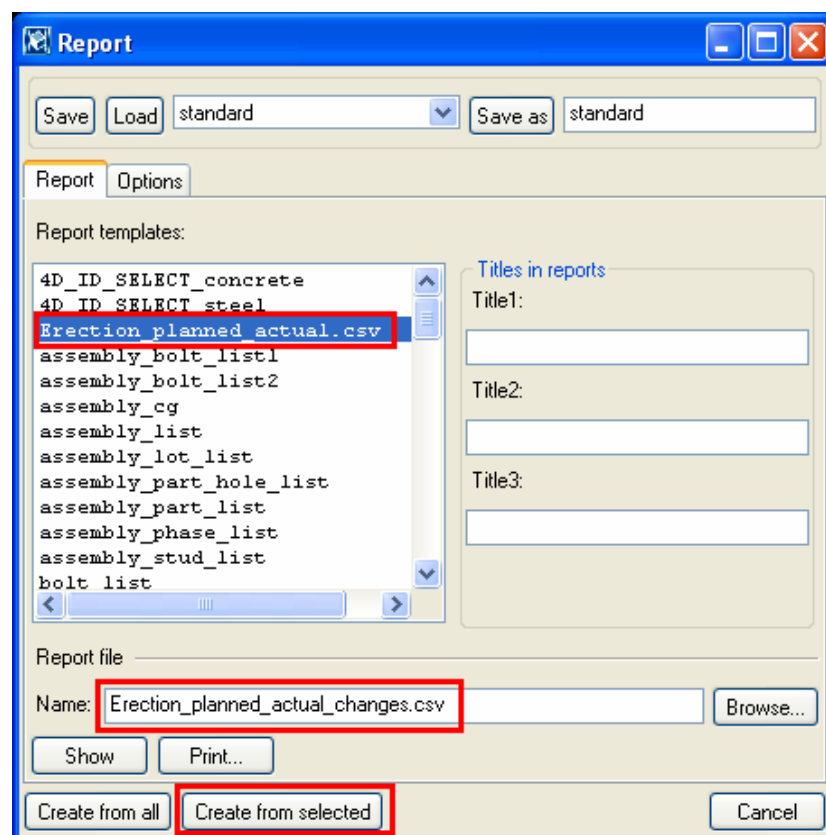 Report
Save Load standard Save as standard
Report Options
Report templates:
4D_ID_SELECT_concrete
4D_ID_SELECT_steel
Erection_planned_actual.csv
assembly_bolt_list1
assembly_bolt_list2
assembly_cg
assembly_list
assembly_lot_list
assembly_part_hole_list
assembly_part_list
assembly_phase_list
assembly_stud_list
bolt_list
Titles in reports
Title1:
Title2:
Title3:
Report file
Name: Erection_planned_actual_changes.csv Browse...
Show Print...
Create from all Create from selected Cancel